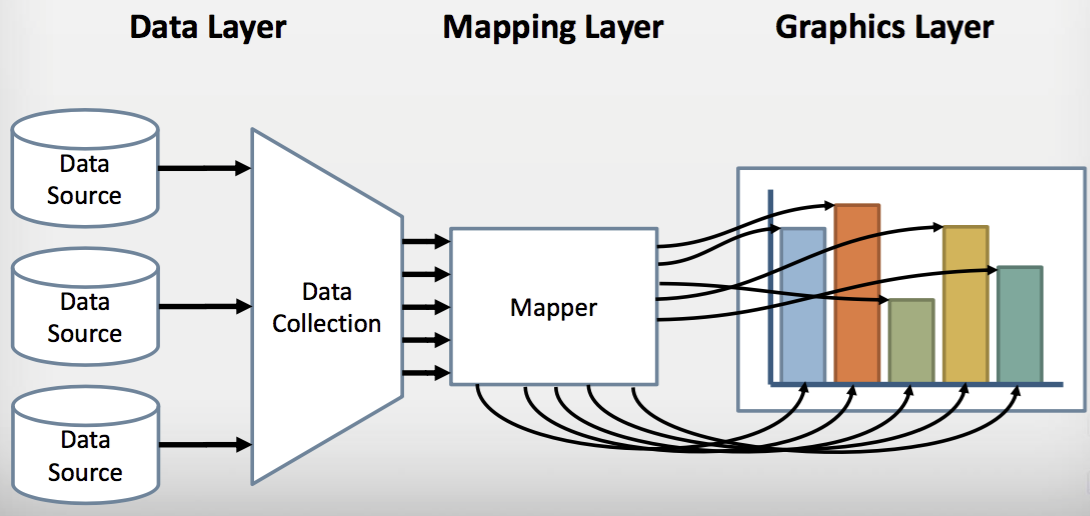 Data Layer
Mapping Layer
Graphics Layer
Data
Source
Data
Source
Data
Source
Data
Collection
Mapper